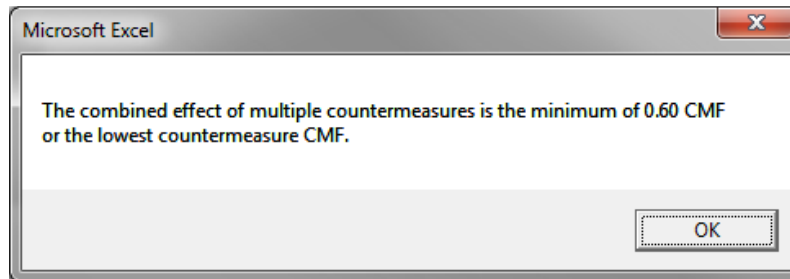 Microsoft Excel
The combined effect of multiple countermeasures is the minimum of 0.60 CMF
or the lowest countermeasure CMF.
OK